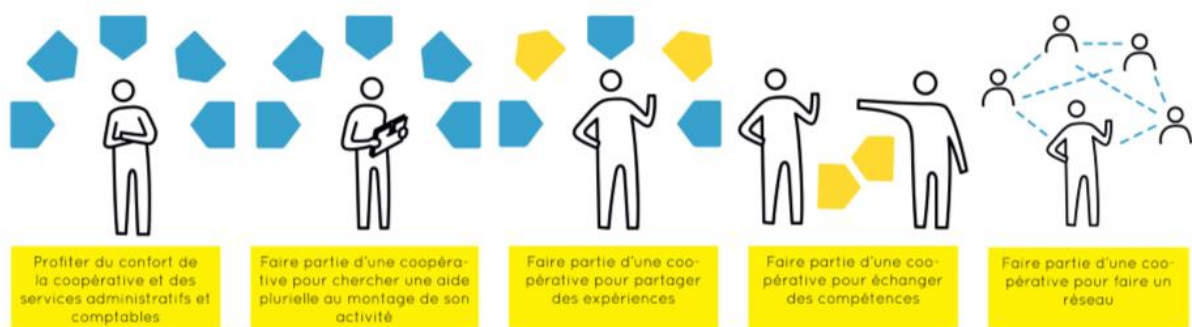 Profiter du confort de
la coopérative et des
services administratifs et
comptables
Faire partie d'une coopéra-
tive pour chercher une aide
plurielle au montage de son
activité
Faire partie d'une coo-
pérative pour partager
des expériences
Faire partie d'une coo-
pérative pour échanger
des compétences
Faire partie d'une coo-
pérative pour faire un
réseau